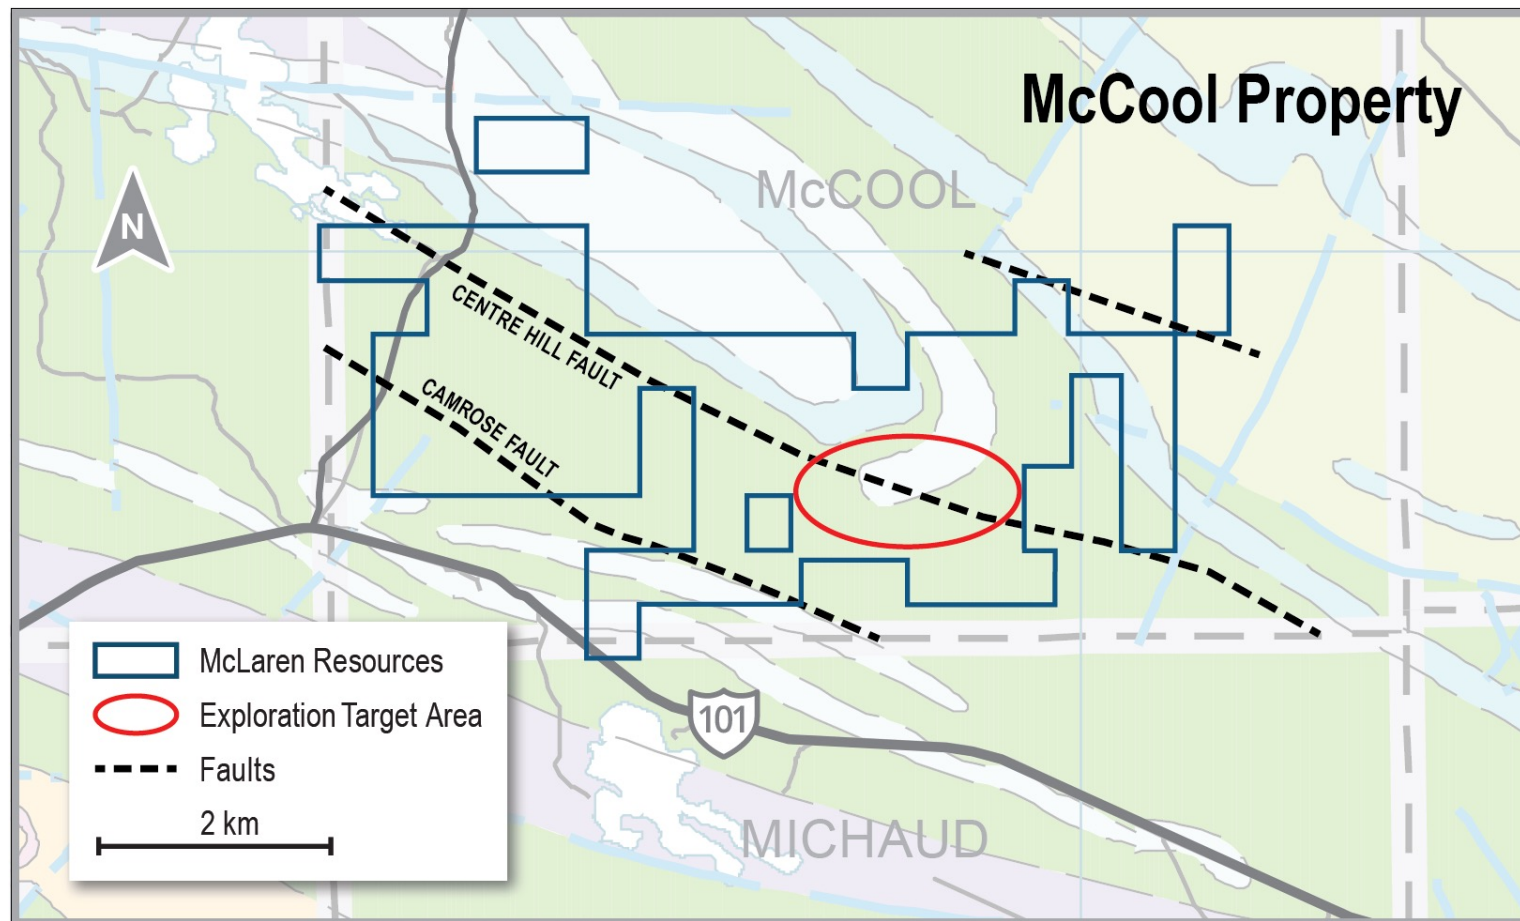 McCool Property
McCOOL
N
CENTRE HILL FAULT
CAMROSE FAULT
McLaren Resources
Exploration Target Area
Faults
2 km
101
MICHAUD